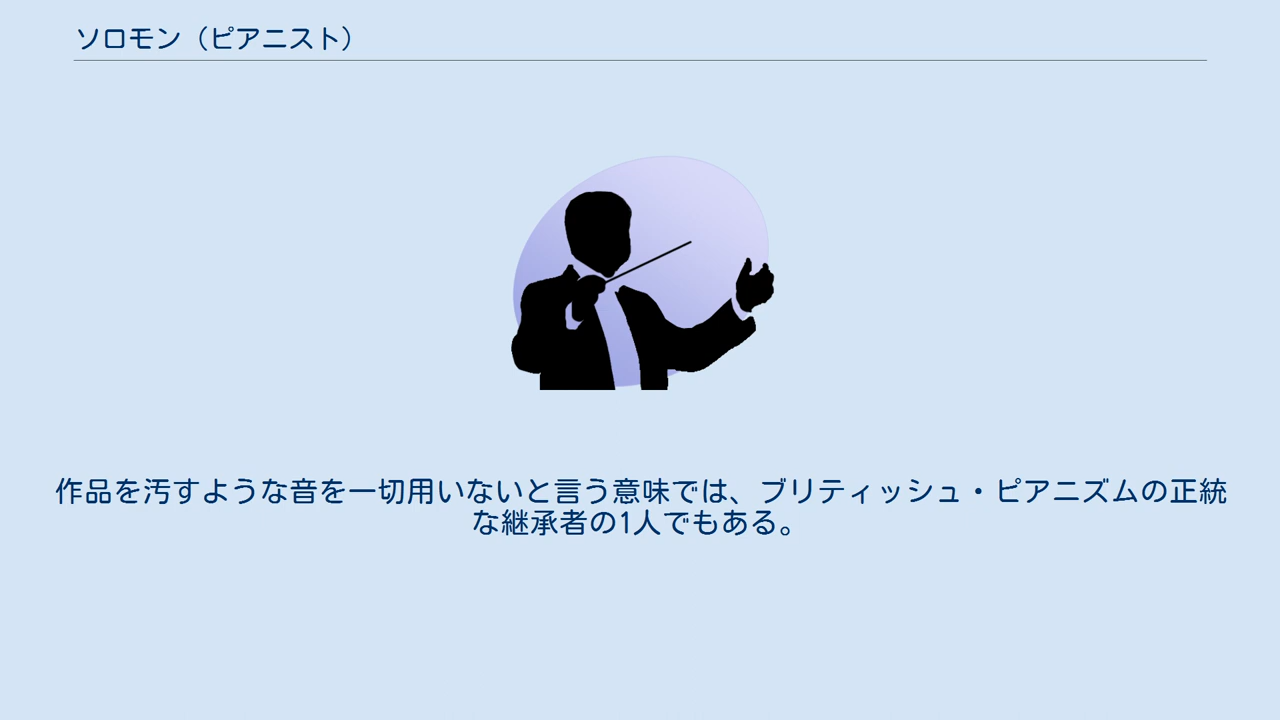 ソロモン（ピアニスト）
作品を汚すような音を一切用いないと言う意味では、ブリティッシュ・ピアニズムの正統
な継承者の1人でもある。